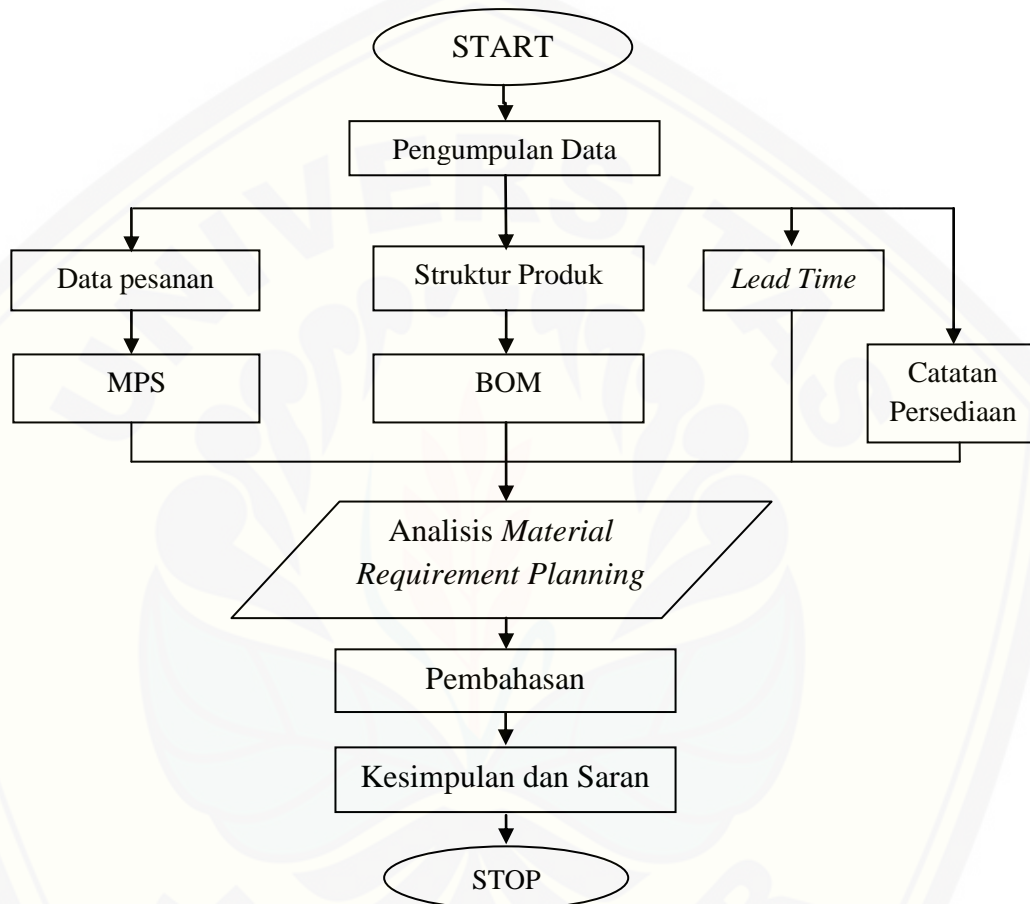 START
Pengumpulan Data
Data pesanan
Struktur Produk
Lead Time
MPS
BOM
Catatan
Persediaan
Analisis Material
Requirement Planning
Pembahasan
Kesimpulan dan Saran
STOP
UNIVERSITAS